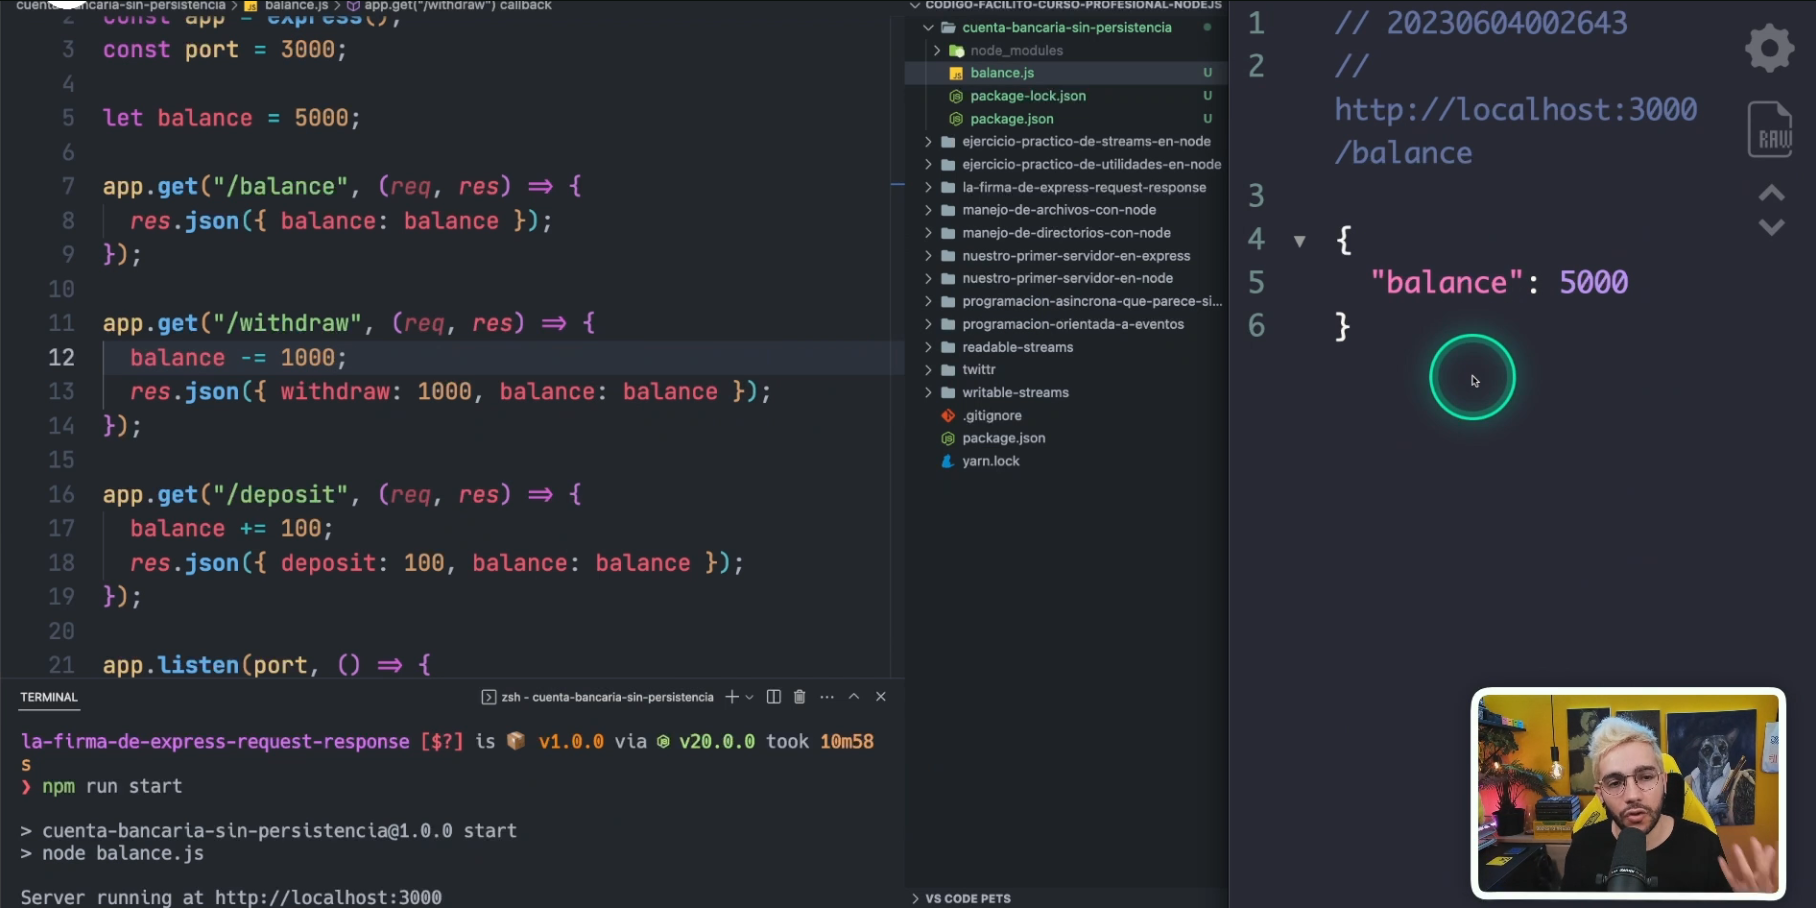 cuenta-bancaria-sin-persistencia > balance.js > app.get("/withdraw") callback
2 const app = express();
3 const port = 3000;
4
5 let balance = 5000;
6
7 app.get("/balance", (req, res) => {
8 res.json({ balance: balance });
9 });
10
11 app.get("/withdraw", (req, res) => {
12 balance -= 1000;
13 res.json({ withdraw: 1000, balance: balance });
14 });
15
16 app.get("/deposit", (req, res) => {
17 balance += 100;
18 res.json({ deposit: 100, balance: balance });
19 });
20
21 app.listen(port, () => {
TERMINAL
zsh - cuenta-bancaria-sin-persistencia
la-firma-de-express-request-response [$?] is v1.0.0 via v20.0.0 took 10m58
s
❯ npm run start
> cuenta-bancaria-sin-persistencia@1.0.0 start
> node balance.js
Server running at http://localhost:3000
CODIGO-FACILITO-CURSO-PROFESIONAL-NODEJS
cuenta-bancaria-sin-persistencia
node_modules
JS balance.js U
package-lock.json U
package.json U
ejercicio-practico-de-streams-en-node
ejercicio-practico-de-utilidades-en-node
la-firma-de-express-request-response
manejo-de-archivos-con-node
manejo-de-directorios-con-node
nuestro-primer-servidor-en-express
nuestro-primer-servidor-en-node
programacion-asincrona-que-parece-si...
programacion-orientada-a-eventos
readable-streams
twittr
writable-streams
.gitignore
package.json
yarn.lock
VS CODE PETS
1 // 20230604002643
2 //
http://localhost:3000
/balance
3
4 {
5 "balance": 5000
6 }
RAW